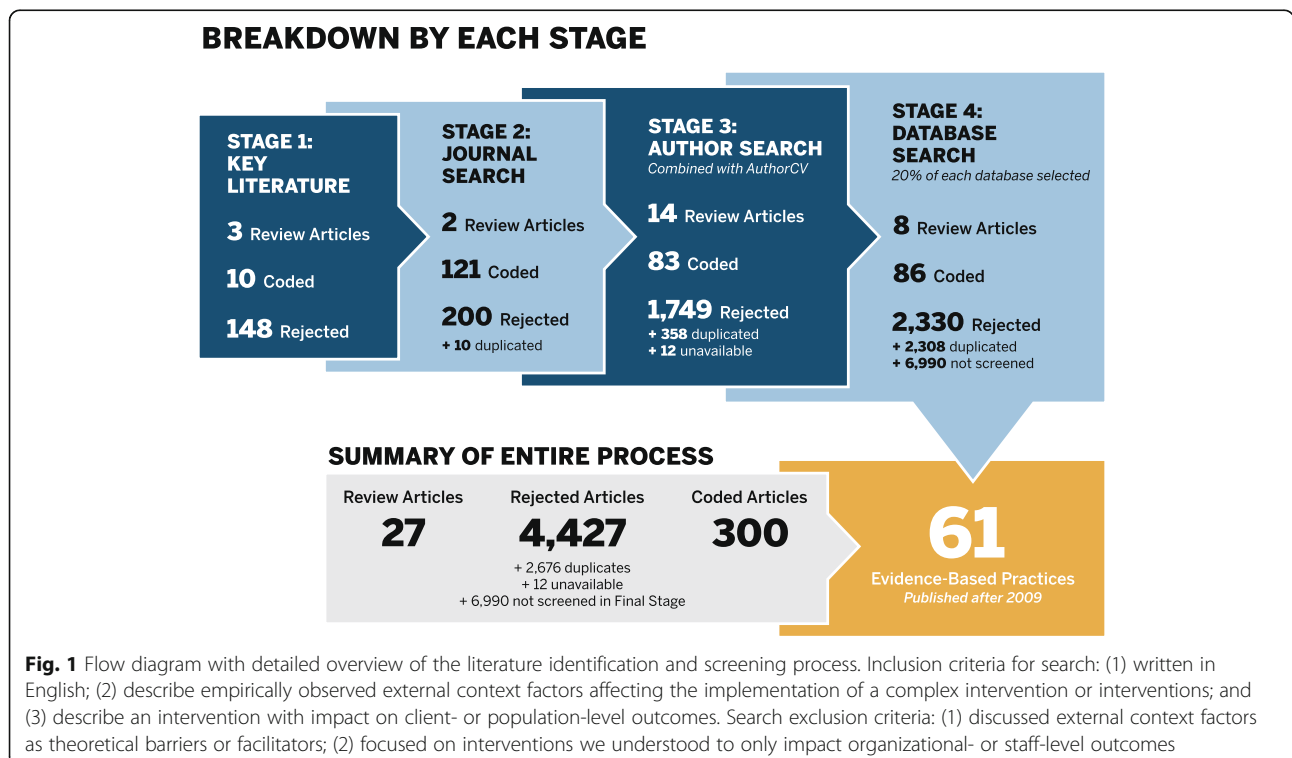 BREAKDOWN BY EACH STAGE
STAGE 1:
KEY
LITERATURE
3 Review Articles
10 Coded
148 Rejected
STAGE 2:
JOURNAL
SEARCH
2 Review Articles
121 Coded
200 Rejected
+ 10 duplicated
STAGE 3:
AUTHOR SEARCH
Combined with AuthorCV
14 Review Articles
83 Coded
1,749 Rejected
+ 358 duplicated
+ 12 unavailable
STAGE 4:
DATABASE
SEARCH
20% of each database selected
8 Review Articles
86 Coded
2,330 Rejected
+ 2,308 duplicated
+ 6,990 not screened
SUMMARY OF ENTIRE PROCESS
Review Articles
27
Rejected Articles
4,427
+ 2,676 duplicates
+ 12 unavailable
+ 6,990 not screened in Final Stage
Coded Articles
300
61
Evidence-Based Practices
Published after 2009
Fig. 1 Flow diagram with detailed overview of the literature identification and screening process. Inclusion criteria for search: (1) written in
English; (2) describe empirically observed external context factors affecting the implementation of a complex intervention or interventions; and
(3) describe an intervention with impact on client- or population-level outcomes. Search exclusion criteria: (1) discussed external context factors
as theoretical barriers or facilitators; (2) focused on interventions we understood to only impact organizational- or staff-level outcomes